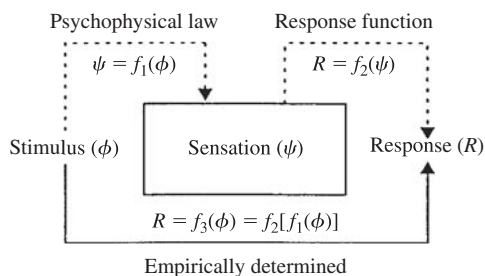 Psychophysical law Response function
ψ = f₁(ϕ) R = f₂(ψ)
Stimulus (ϕ) Sensation (ψ) Response (R)
R = f₃(ϕ) = f₂[f₁(ϕ)]
Empirically determined